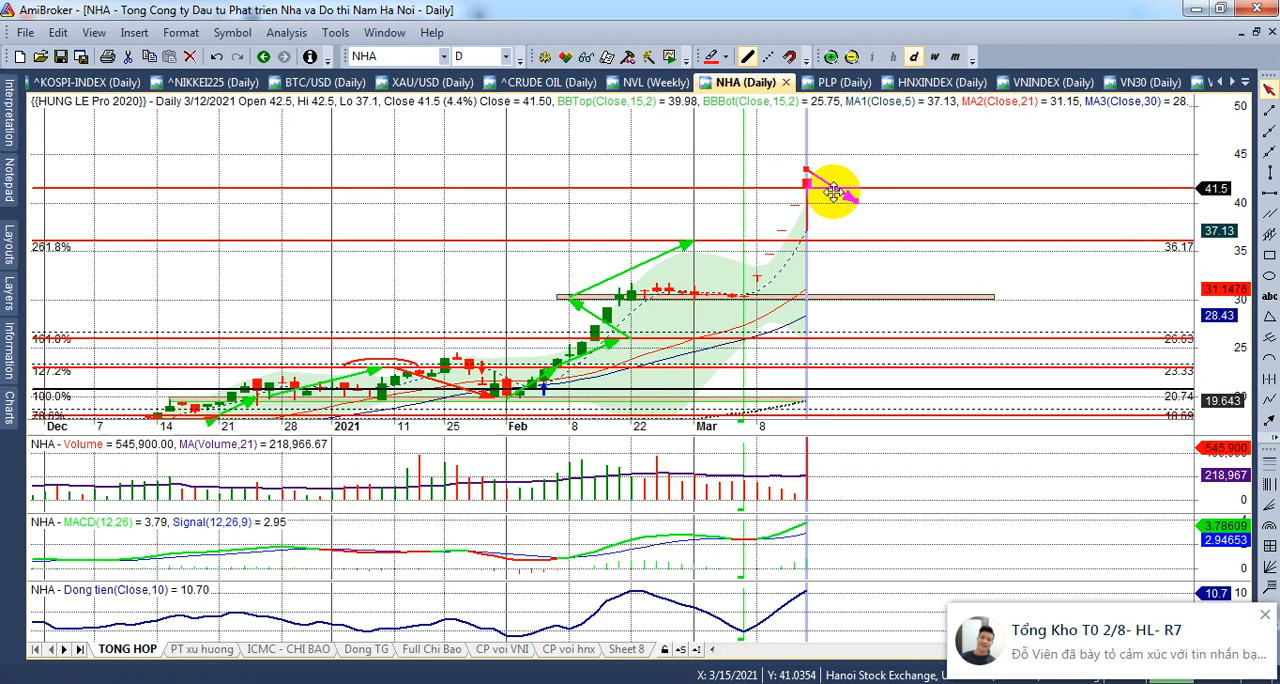 AmiBroker - [NHA - Tong Cong ty Dau tu Phat trien Nha va Do thi Nam Ha Noi - Daily]
File Edit View Insert Format Symbol Analysis Tools Window Help
NHA D i h d w m
^KOSPI-INDEX (Daily) ^NIKKEI225 (Daily) BTC/USD (Daily) XAU/USD (Daily) ^CRUDE OIL (Daily) NVL (Weekly) NHA (Daily) PLP (Daily) HNXINDEX (Daily) VNINDEX (Daily) VN30 (Daily)
{{HUNG LE Pro 2020}} - Daily 3/12/2021 Open 42.5, Hi 42.5, Lo 37.1, Close 41.5 (4.4%) Close = 41.50, BBTop(Close,15,2) = 39.98, BBBot(Close,15,2) = 25.75, MA1(Close,5) = 37.13, MA2(Close,21) = 31.15, MA3(Close,30) = 28.
Interpretation
Notepad
Layouts
Layers
Information
Charts
50
45
41.5
40
37.13
261.8%
36.17
35
31.1476
30
28.43
161.8%
26.63
25
127.2%
23.33
100.0%
20.74
19.643
18.69
Dec 7 14 21 28 2021 11 25 Feb 8 22 Mar 8
abc
NHA - Volume = 545,900.00, MA(Volume,21) = 218,966.67
545,900
218,967
0
NHA - MACD(12,26) = 3.79, Signal(12,26,9) = 2.95
3.78609
2.94653
0
NHA - Dong tien(Close,10) = 10.70
10.7 10
TONG HOP PT xu huong ICMC - CHI BAO Dong TG Full Chi Bao CP voi VNI CP voi hnx Sheet 8
Tổng Kho T0 2/8- HL- R7
Đỗ Viên đã bày tỏ cảm xúc với tin nhắn bạ...
X: 3/15/2021 Y: 41.0354 Hanoi Stock Exchange,